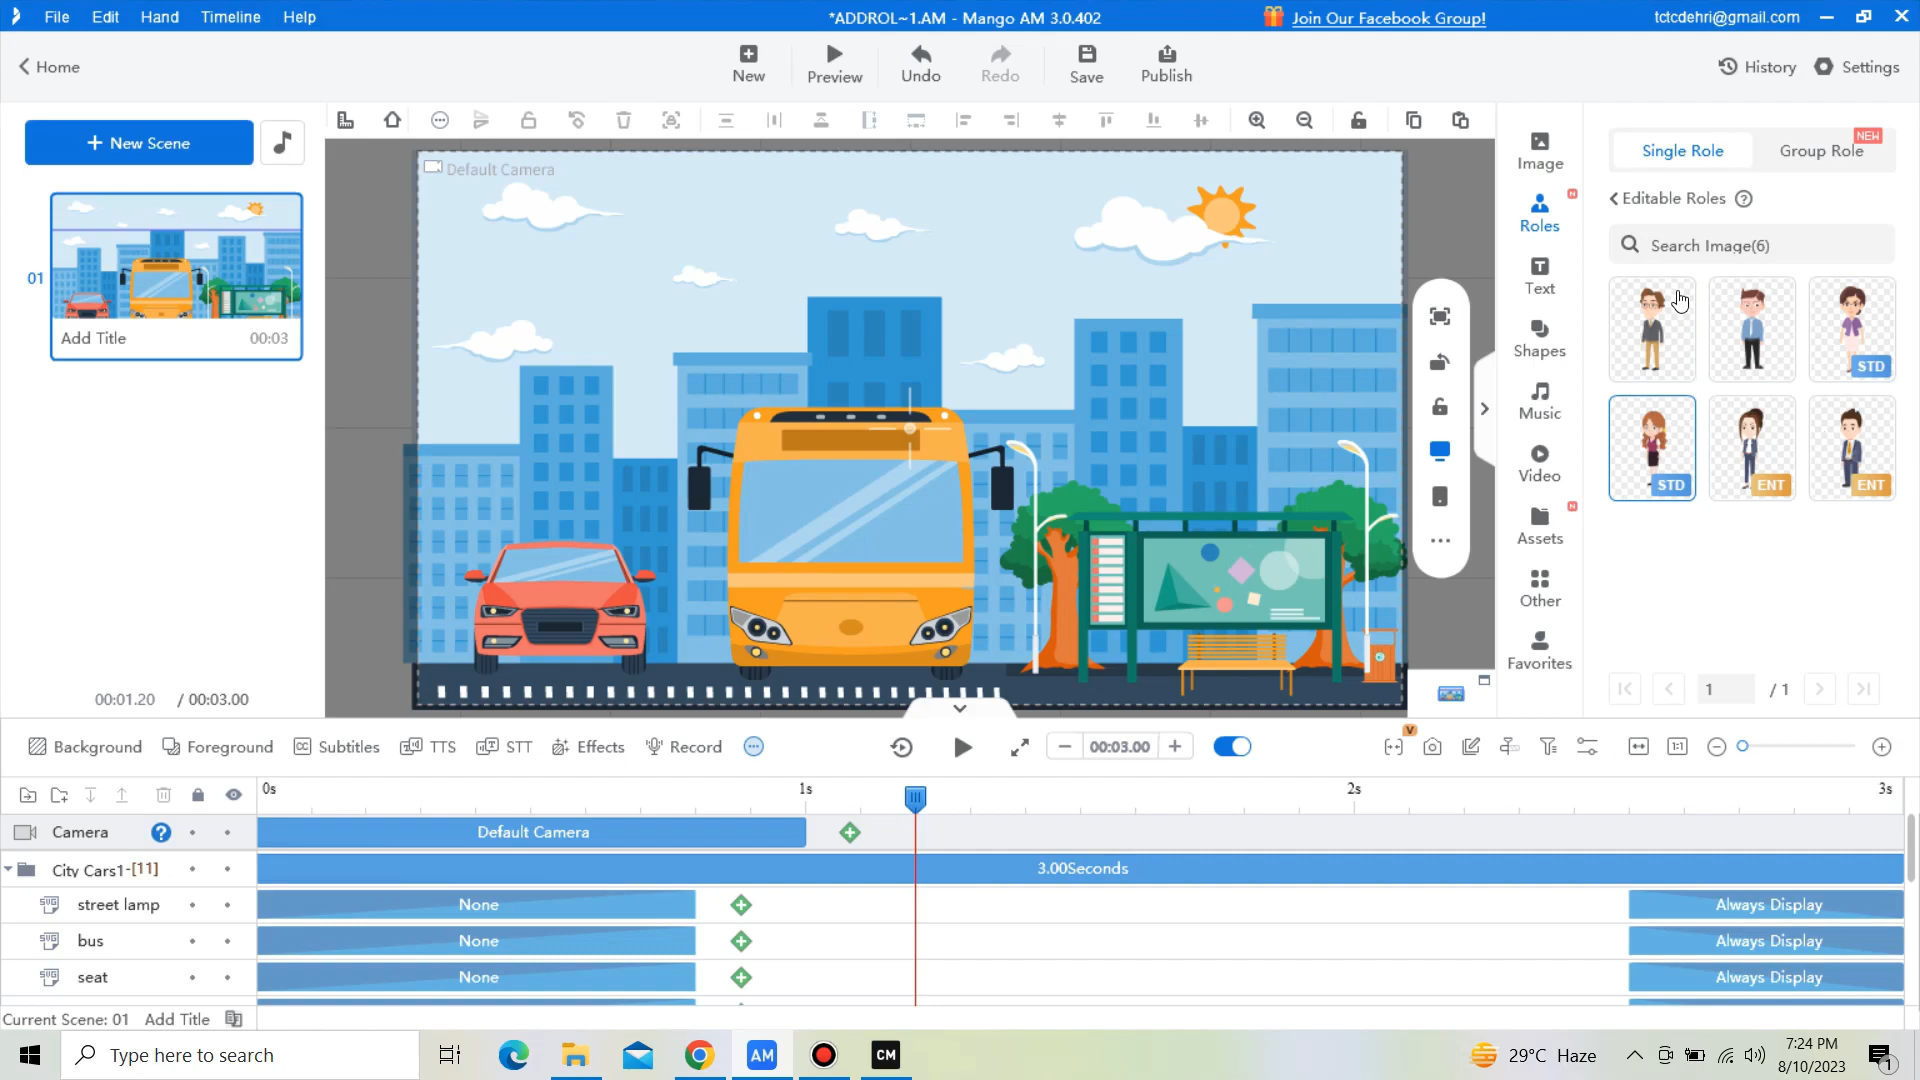 File Edit Hand Timeline Help
*ADDROL~1.AM - Mango AM 3.0.402
Join Our Facebook Group!
tctcdehri@gmail.com
Home
New
Preview
Undo
Redo
Save
Publish
History
Settings
+ New Scene
Default Camera
Image
Roles
Text
Shapes
Music
Video
Assets
Other
Favorites
NEW
Single Role
Group Role
Editable Roles
Search Image(6)
STD
STD
ENT
ENT
01
Add Title
00:03
00:01.20 / 00:03.00
1 / 1
Background
Foreground
Subtitles
TTS
STT
Effects
Record
00:03.00
1:1
0s
1s
2s
3s
Camera
Default Camera
City Cars1-[11]
3.00Seconds
street lamp
None
Always Display
bus
None
Always Display
seat
None
Always Display
Current Scene: 01 Add Title
Type here to search
AM
CM
29°C Haze
7:24 PM
8/10/2023
1